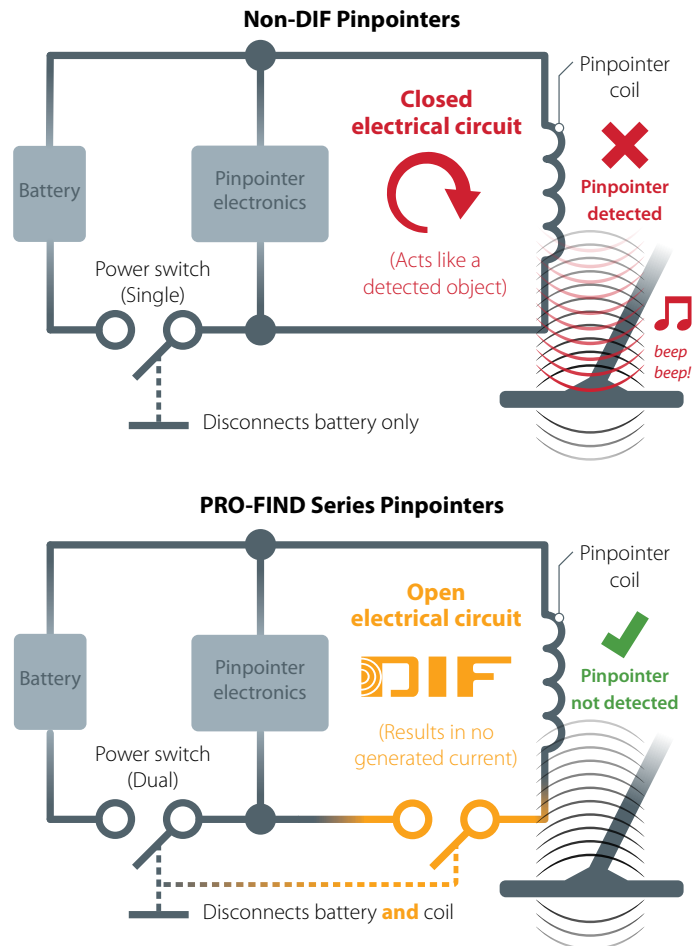 Non-DIF Pinpointers
Pinpointer
coil
Closed
electrical circuit
Battery
Pinpointer
electronics
Pinpointer
detected
(Acts like a
detected object)
Power switch
(Single)
beep
beep!
Disconnects battery only
PRO-FIND Series Pinpointers
Pinpointer
coil
Open
electrical circuit
Battery
Pinpointer
electronics
DIF
Pinpointer
not detected
(Results in no
generated current)
Power switch
(Dual)
Disconnects battery and coil